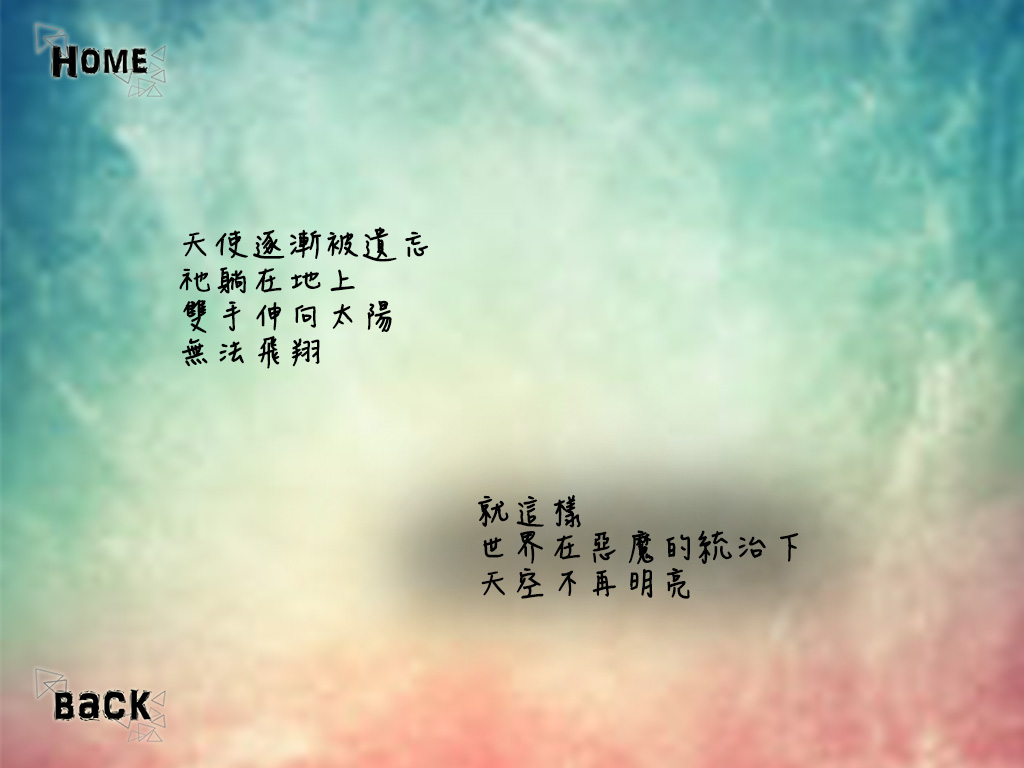 HOME
天使逐漸被遺忘
祂躺在地上
雙手伸向太陽
無法飛翔
就這樣
世界在惡魔的統治下
天空不再明亮
BaCK